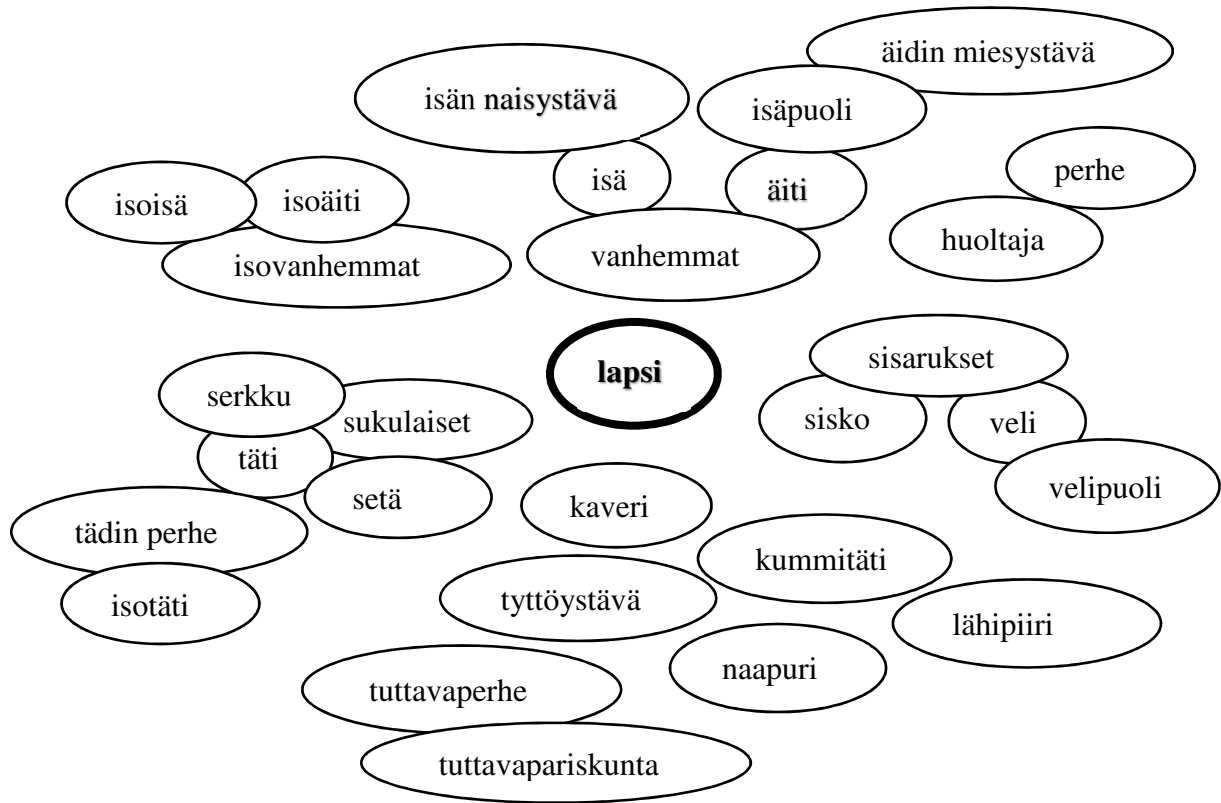 äidin miesystävä
isän naisystävä
isäpuoli
perhe
isä
äiti
isoisä
isoäiti
huoltaja
isovanhemmat
vanhemmat
lapsi
sisarukset
serkku
sukulaiset
sisko
veli
täti
setä
velipuoli
kaveri
tädin perhe
kummitäti
isotäti
tyttöystävä
lähipiiri
naapuri
tuttavaperhe
tuttavapariskunta